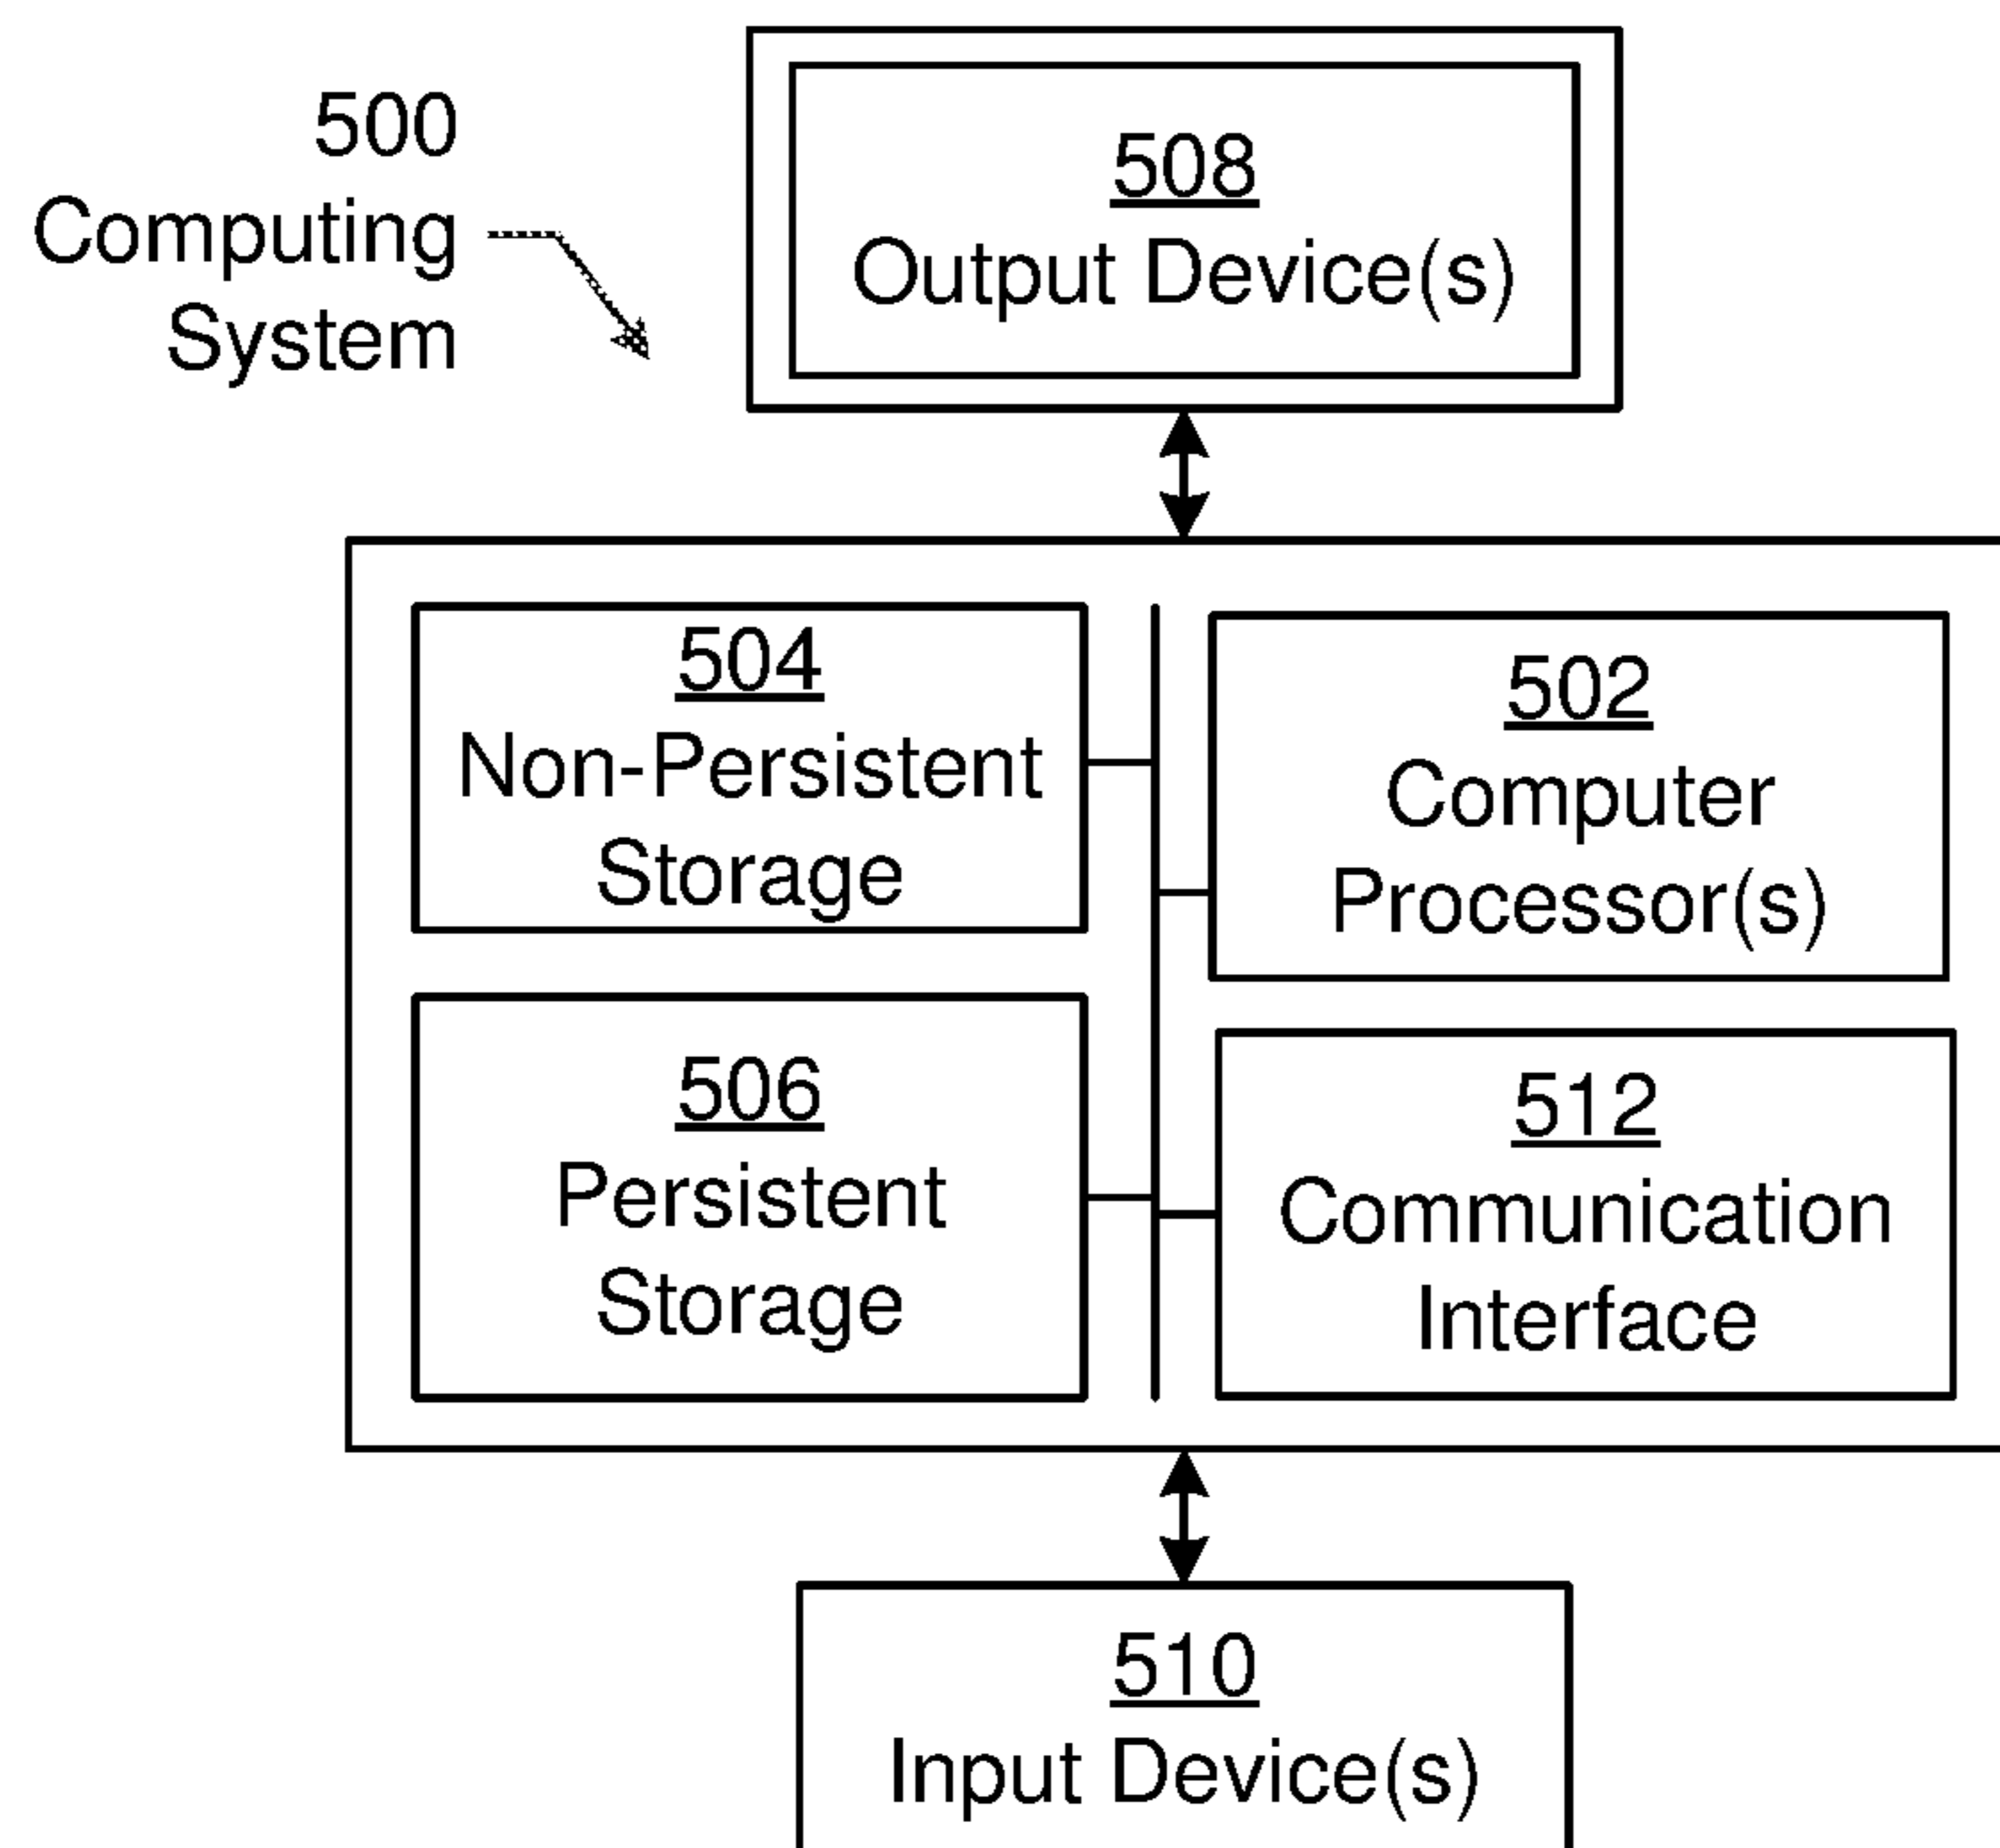 500
Computing
System
508
Output Device(s)
504
Non-Persistent
Storage
502
Computer
Processor(s)
506
Persistent
Storage
512
Communication
Interface
510
Input Device(s)